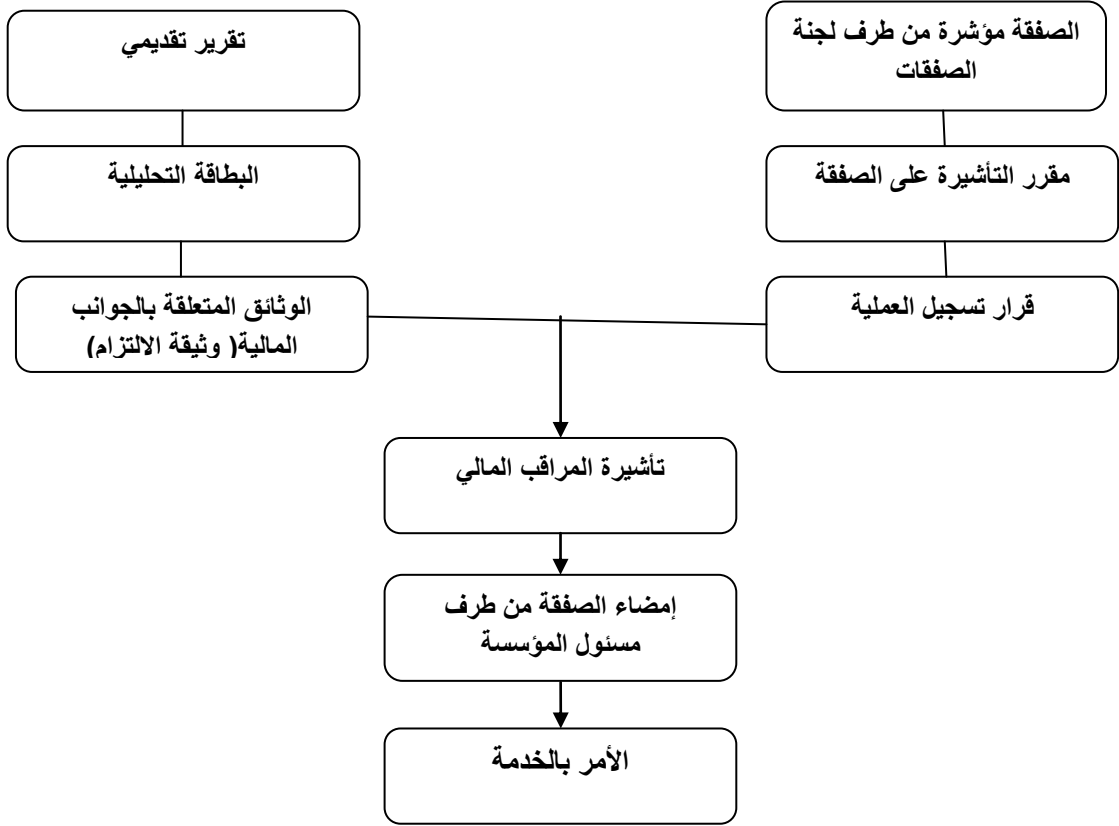 الصفقة مؤشرة من طرف لجنة
الصفقات
تقرير تقديمي
مقرر التأشيرة على الصفقة
البطاقة التحليلية
قرار تسجيل العملية
الوثائق المتعلقة بالجوانب
المالية( وثيقة الالتزام)
تأشيرة المراقب المالي
إمضاء الصفقة من طرف
مسئول المؤسسة
الأمر بالخدمة